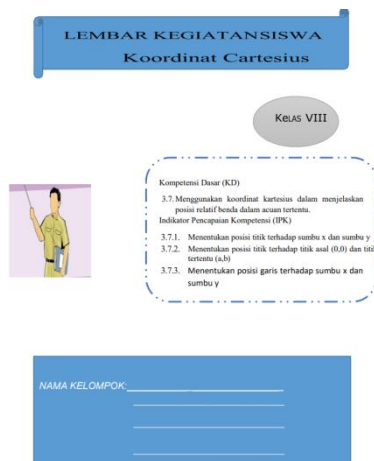 LEMBAR KEGIATANSISWA
Koordinat Cartesius
KELAS VIII
Kompetensi Dasar (KD)
3.7. Menggunakan koordinat kartesius dalam menjelaskan
posisi relatif benda dalam acuan tertentu.
Indikator Pencapaian Kompetensi (IPK)
3.7.1. Menentukan posisi titik terhadap sumbu x dan sumbu y
3.7.2. Menentukan posisi titik terhadap titik asal (0,0) dan titi
tertentu (a,b)
3.7.3. Menentukan posisi garis terhadap sumbu x dan
sumbu y
NAMA KELOMPOK: